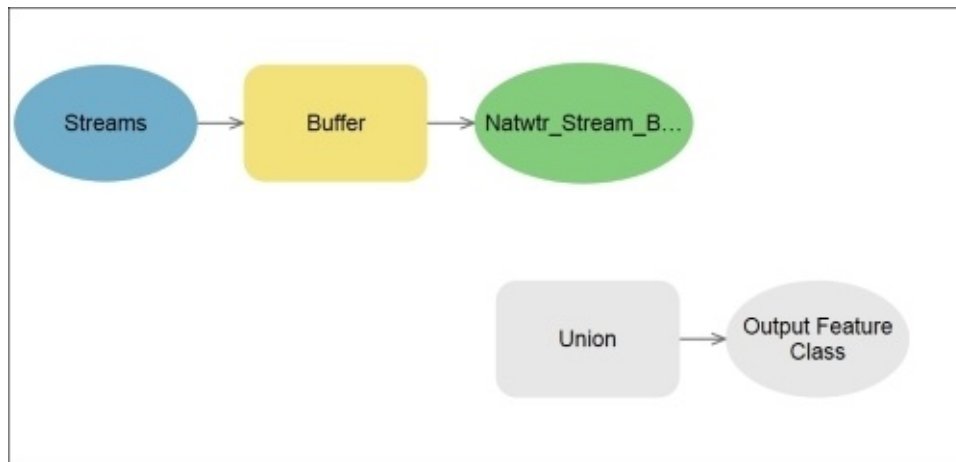 Streams
Buffer
Natwtr_Stream_B...
Union
Output Feature
Class